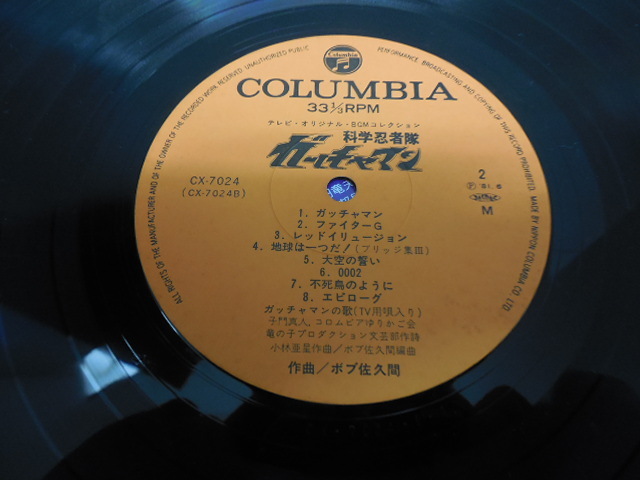 Columbia
COLUMBIA
33 1/3 RPM
テレビ・オリジナル・BGMコレクション
科学忍者隊
ガッチャマン
CX-7024
(CX-7024B)
2
Ⓟ '81. 6
M
1. ガッチャマン
2. ファイターG
3. レッドイリュージョン
4. 地球は一つだ!(ブリッジ集Ⅲ)
5. 大空の誓い
6. 0002
7. 不死鳥のように
8. エピローグ
ガッチャマンの歌(TV用唄入り)
子門真人,コロムビアゆりかご会
竜の子プロダクション文芸部作詩
小林亜星作曲/ボブ佐久間編曲
作曲/ボブ佐久間
ALL RIGHTS OF THE MANUFACTURER AND OF THE OWNER OF THE RECORDED WORK RESERVED. UNAUTHORIZED PUBLIC PERFORMANCE, BROADCASTING AND COPYING OF THIS RECORD PROHIBITED. MADE BY NIPPON COLUMBIA CO. LTD.